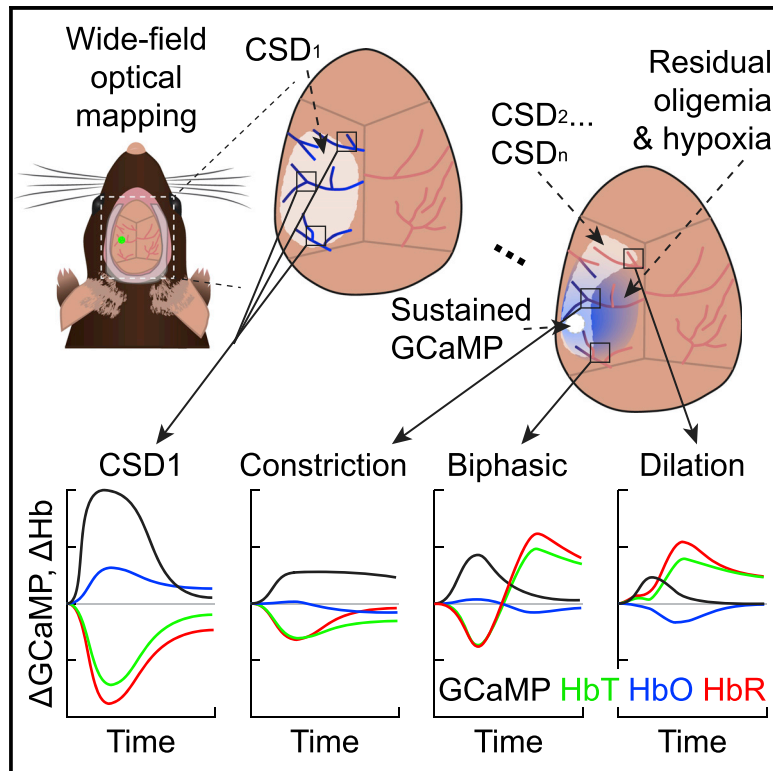 Wide-field
optical
mapping
CSD1
CSD2...
CSDn
Residual
oligemia
& hypoxia
Sustained
GCaMP
CSD1
Constriction
Biphasic
Dilation
ΔGCaMP, ΔHb
GCaMP HbT HbO HbR
Time
Time
Time
Time